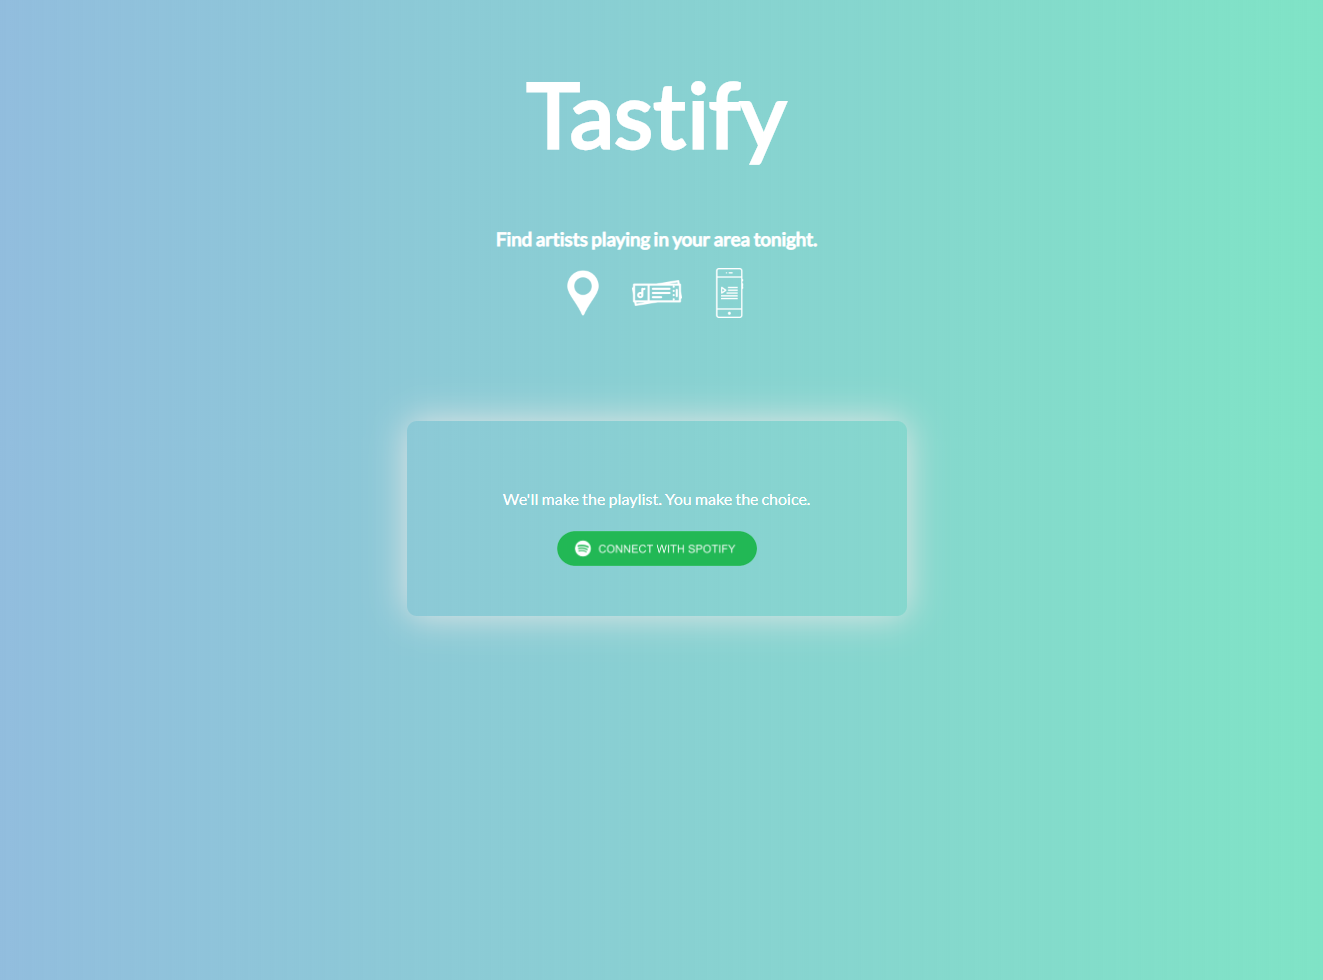 Tastify
Find artists playing in your area tonight.
We'll make the playlist. You make the choice.
CONNECT WITH SPOTIFY